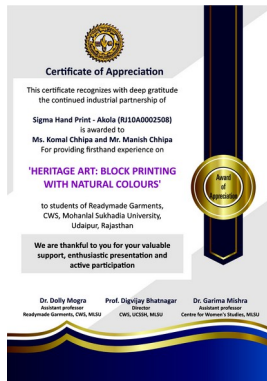 Certificate of Appreciation
This certificate recognizes with deep gratitude
the continued industrial partnership of
Sigma Hand Print - Akola (RJ10A0002508)
is awarded to
Ms. Komal Chhipa and Mr. Manish Chhipa
For providing firsthand experience on
'HERITAGE ART: BLOCK PRINTING
WITH NATURAL COLOURS'
to students of Readymade Garments,
CWS, Mohanlal Sukhadia University,
Udaipur, Rajasthan
Award
of
Appreciation
We are thankful to you for your valuable
support, enthusiastic presentation and
active participation
Dr. Dolly Mogra
Assistant professor
Readymade Garments, CWS, MLSU
Prof. Digvijay Bhatnagar
Director
CWS, UCSSH, MLSU
Dr. Garima Mishra
Assistant professor
Centre for Women's Studies, MLSU